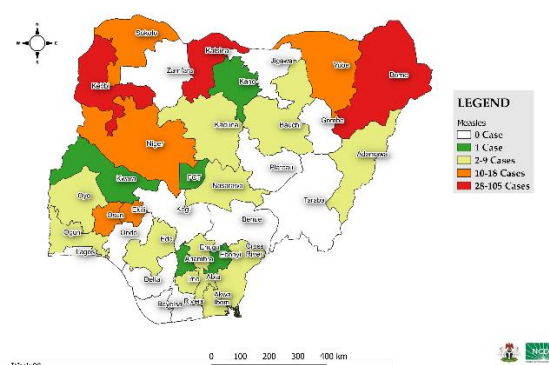 N
W E
S
Sokoto
Katsina
Jigawa
Yobe
Borno
Zamfara
Kebbi
Kano
Gombe
Kaduna
Bauchi
Adamawa
Niger
Plateau
Kwara
FCT
Nasarawa
Taraba
Oyo
Ekiti
Kogi
Osun
Benue
Ogun
Ondo
Edo
Lagos
Enugu
Cross
River
Anambra
Ebonyi
Delta
Imo
Abia
Akwa
Ibom
Bayelsa
Rivers
LEGEND
Measles
0 Case
1 Case
2-9 Cases
10-18 Cases
28-105 Cases
0 100 200 300 400 km
NCDC